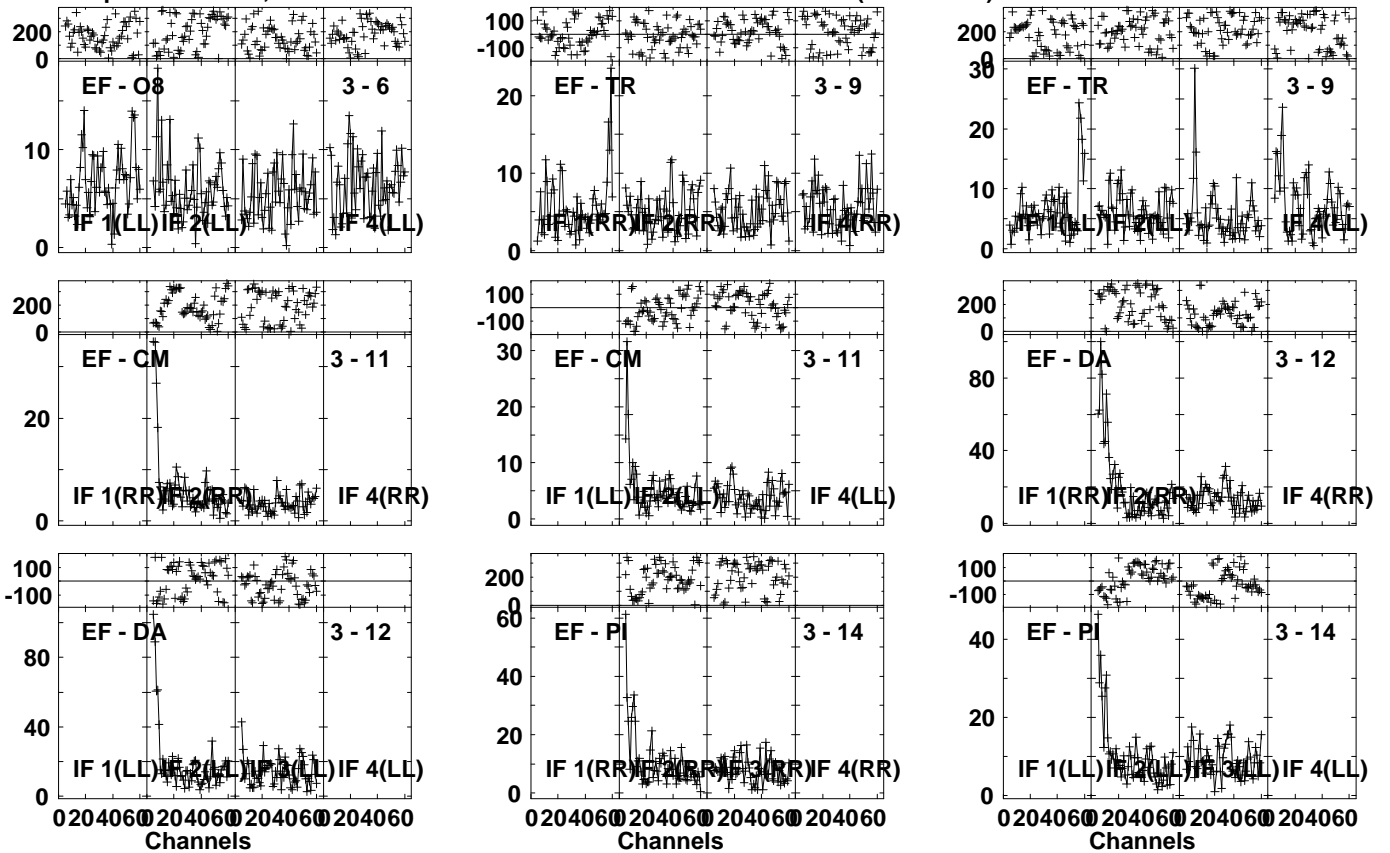 200
0
100
-100
200
0
EF - O8
3 - 6
10
0
IF 1(LL)
IF 2(LL)
IF 4(LL)
EF - TR
3 - 9
20
10
0
IF 1(RR)
IF 2(RR)
IF 4(RR)
EF - TR
3 - 9
30
20
10
0
IF 1(LL)
IF 2(LL)
IF 4(LL)
200
0
100
-100
200
0
EF - CM
3 - 11
20
0
IF 1(RR)
IF 2(RR)
IF 4(RR)
EF - CM
3 - 11
30
20
10
0
IF 1(LL)
IF 2(LL)
IF 4(LL)
EF - DA
3 - 12
80
40
0
IF 1(RR)
IF 2(RR)
IF 4(RR)
100
-100
200
0
100
-100
EF - DA
3 - 12
80
40
0
IF 1(LL)
IF 2(LL)
IF 3(LL)
IF 4(LL)
EF - PI
3 - 14
60
40
20
0
IF 1(RR)
IF 2(RR)
IF 3(RR)
IF 4(RR)
EF - PI
3 - 14
40
20
0
IF 1(LL)
IF 2(LL)
IF 3(LL)
IF 4(LL)
0 20 40 60 0 20 40 60 0 20 40 60 0 20 40 60
Channels
0 20 40 60 0 20 40 60 0 20 40 60 0 20 40 60
Channels
0 20 40 60 0 20 40 60 0 20 40 60 0 20 40 60
Channels